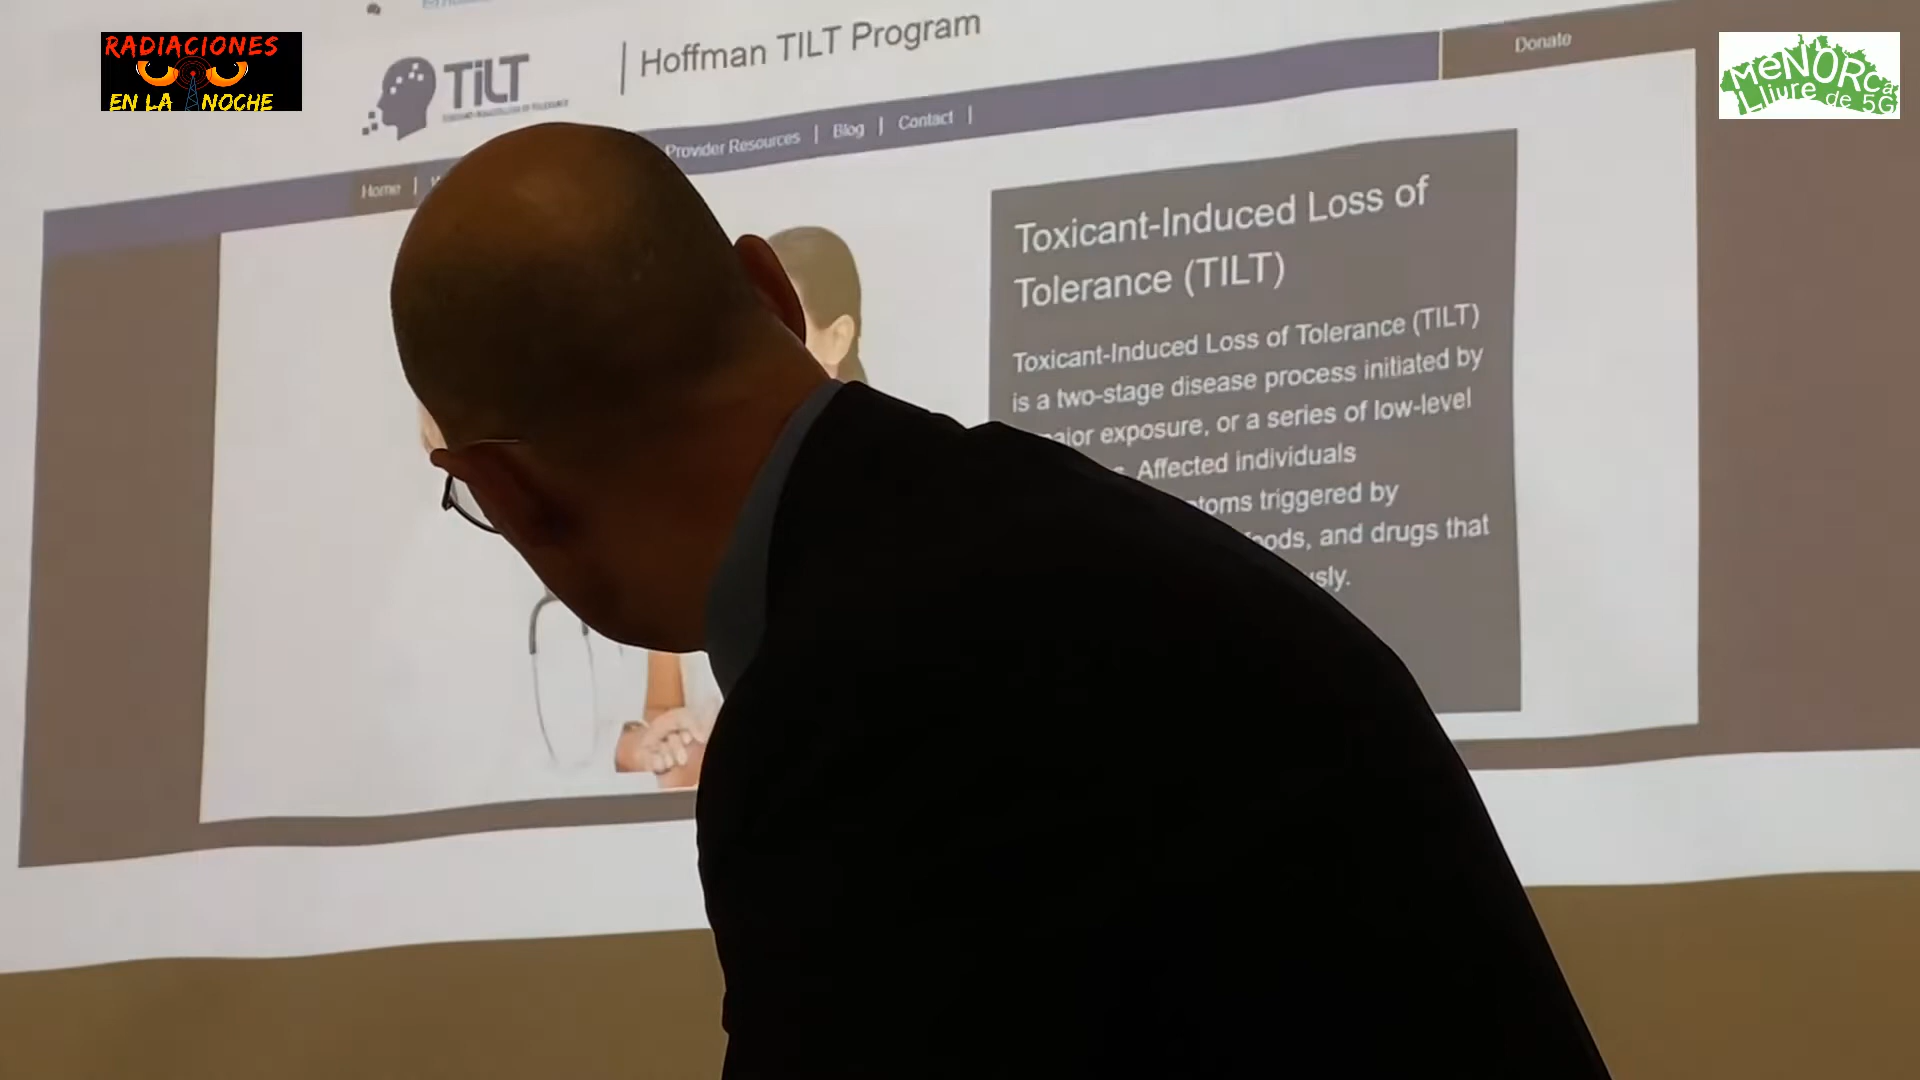 RADIACIONES
EN LA NOCHE
MENORCA
Lliure de 5G
TILT
Hoffman TILT Program
Donate
Home |
Provider Resources | Blog | Contact |
Toxicant-Induced Loss of
Tolerance (TILT)
Toxicant-Induced Loss of Tolerance (TILT)
is a two-stage disease process initiated by
exposure, or a series of low-level
Affected individuals
triggered by
and drugs that